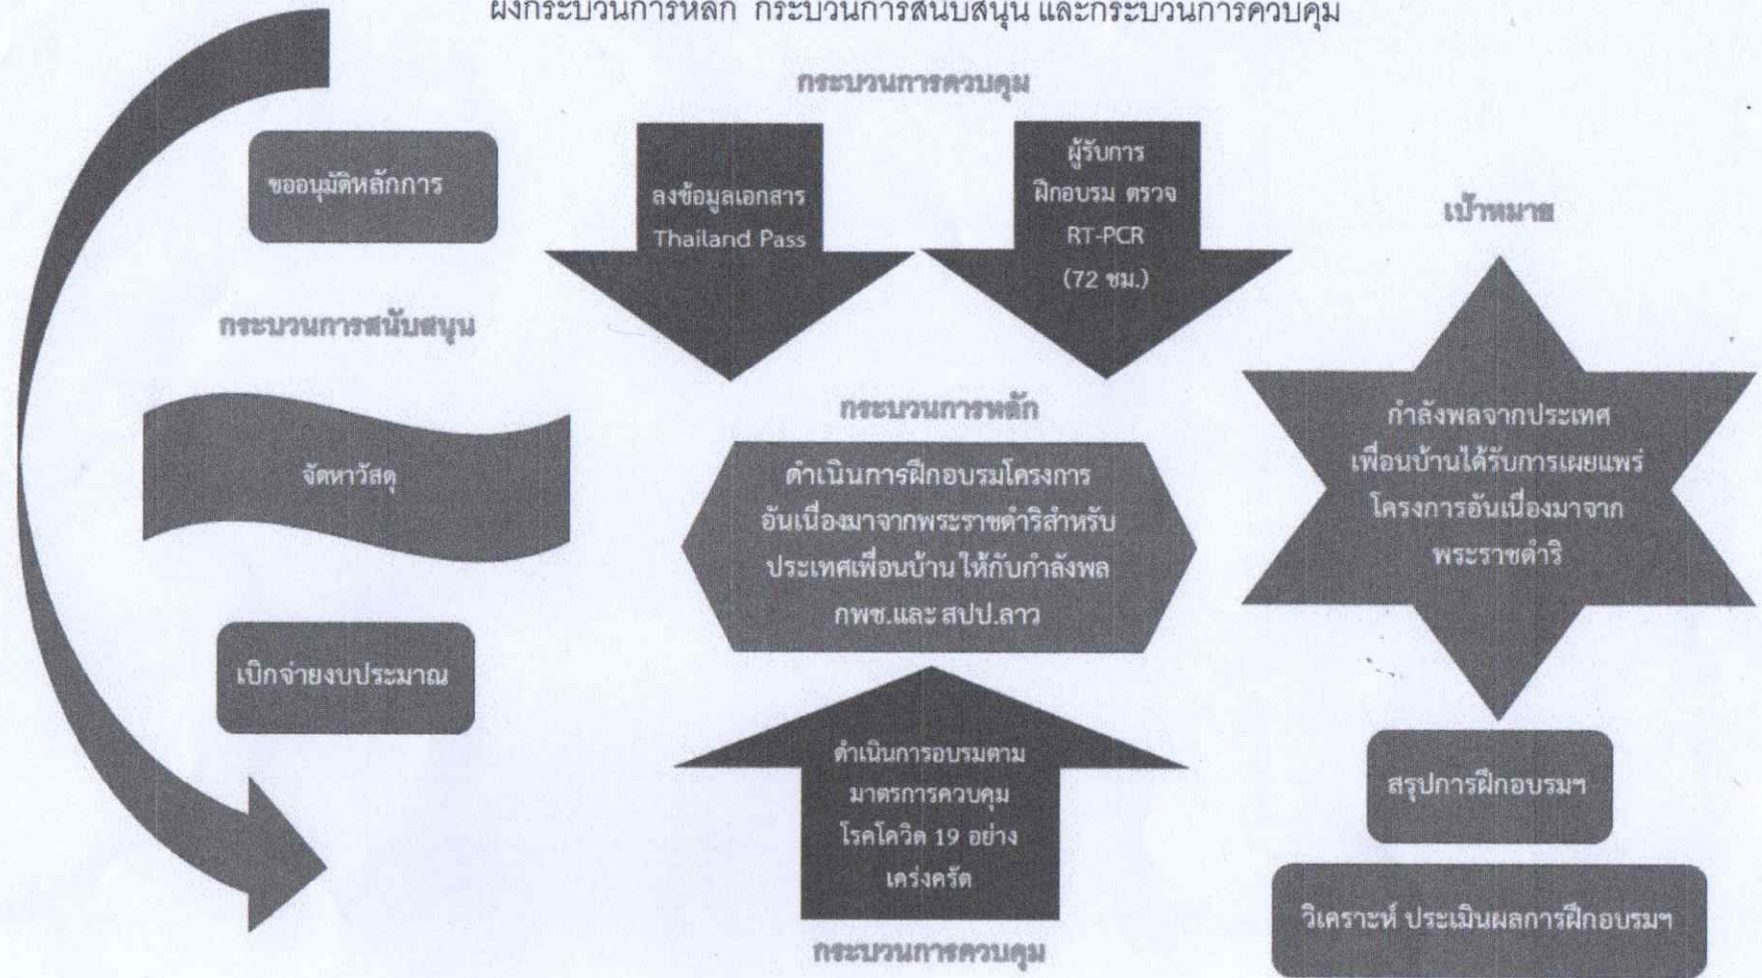 ผังกระบวนการหลัก กระบวนการสนับสนุน และกระบวนการควบคุม
กระบวนการควบคุม
ขออนุมัติหลักการ
ลงข้อมูลเอกสาร
Thailand Pass
ผู้รับการ
ฝึกอบรม ตรวจ
RT-PCR
(72 ชม.)
เป้าหมาย
กระบวนการสนับสนุน
จัดหาวัสดุ
กระบวนการหลัก
ดำเนินการฝึกอบรมโครงการ
อันเนื่องมาจากพระราชดำริสำหรับ
ประเทศเพื่อนบ้าน ให้กับกำลังพล
กพช.และ สปป.ลาว
กำลังพลจากประเทศ
เพื่อนบ้านได้รับการเผยแพร่
โครงการอันเนื่องมาจาก
พระราชดำริ
เบิกจ่ายงบประมาณ
ดำเนินการอบรมตาม
มาตรการควบคุม
โรคโควิด 19 อย่าง
เคร่งครัด
กระบวนการควบคุม
สรุปการฝึกอบรมฯ
วิเคราะห์ ประเมินผลการฝึกอบรมฯ